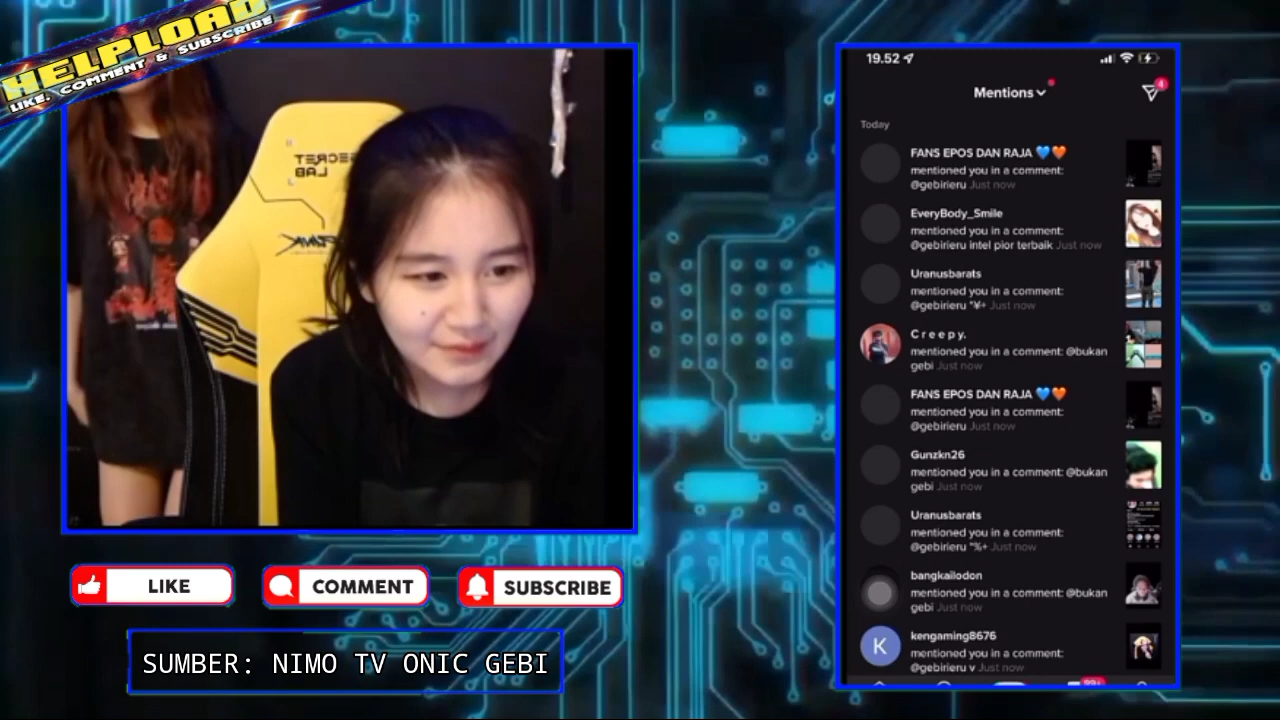 HELPLOAD
LIKE, COMMENT & SUBSCRIBE
SECRET
LAB
LIKE
COMMENT
SUBSCRIBE
SUMBER: NIMO TV ONIC GEBI
19.52
Mentions
4
Today
FANS EPOS DAN RAJA 💙🧡
mentioned you in a comment:
@gebirieru Just now
EveryBody_Smile
mentioned you in a comment:
@gebirieru intel pior terbaik Just now
Uranusbarats
mentioned you in a comment:
@gebirieru "¥+ Just now
C r e e p y.
mentioned you in a comment: @bukan
gebi Just now
FANS EPOS DAN RAJA 💙🧡
mentioned you in a comment:
@gebirieru Just now
Gunzkn26
mentioned you in a comment: @bukan
gebi Just now
Uranusbarats
mentioned you in a comment:
@gebirieru "%+ Just now
bangkailodon
mentioned you in a comment: @bukan
gebi Just now
K
kengaming8676
mentioned you in a comment:
@gebirieru v Just now
99+